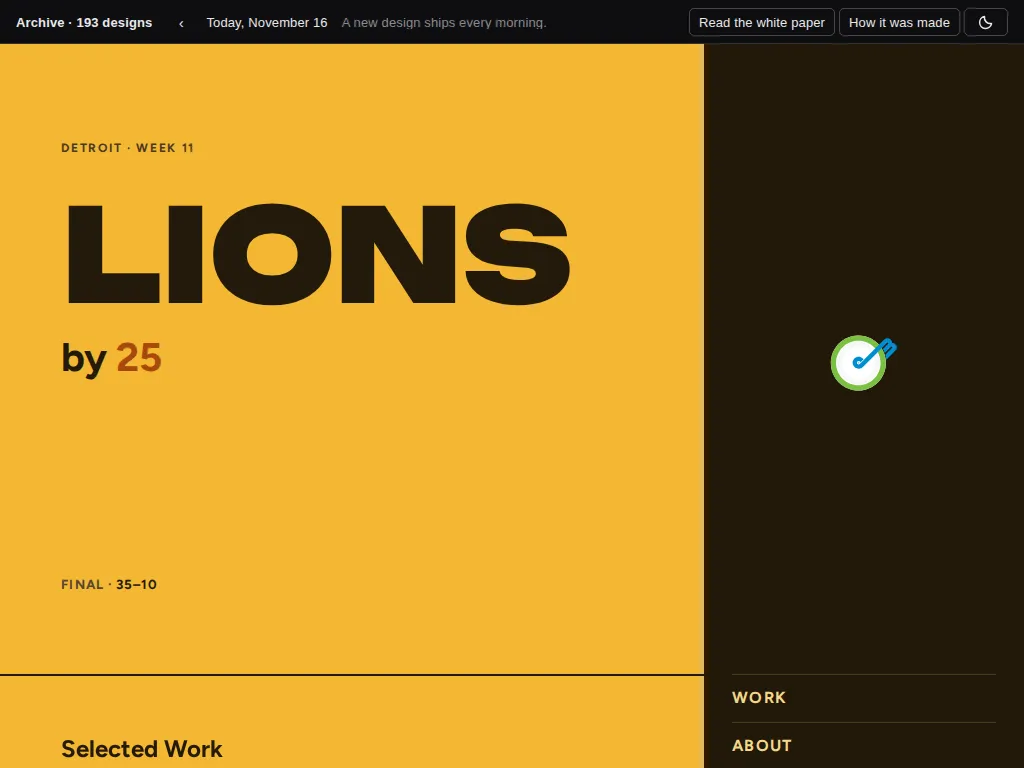 Archive · 193 designs ‹ Today, November 16 A new design ships every morning. Read the white paper How it was made
DETROIT · WEEK 11
LIONS
by 25
FINAL · 35–10
WORK
ABOUT
Selected Work